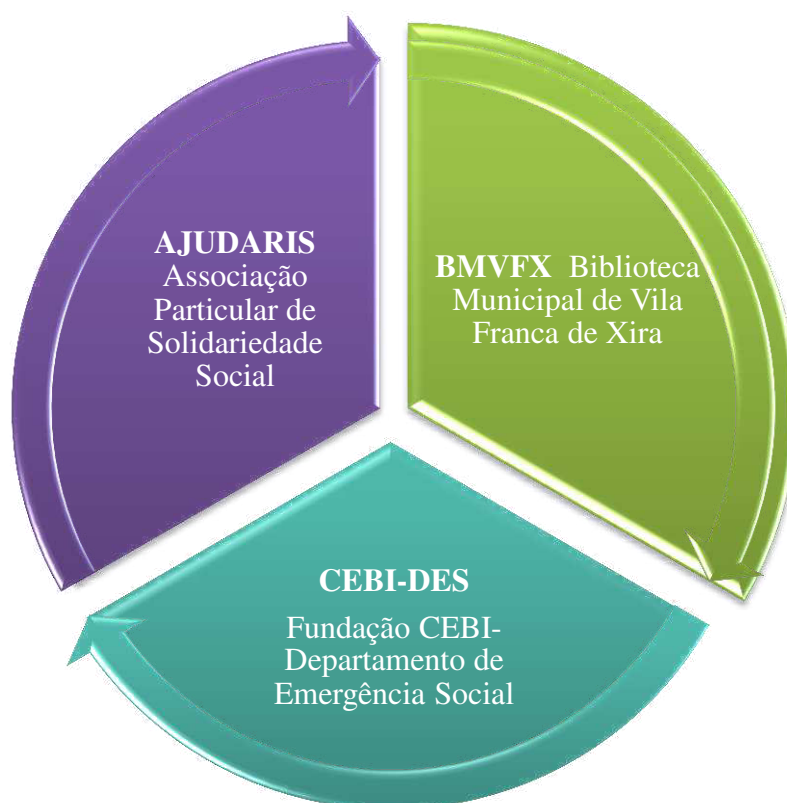 AJUDARIS
Associação
Particular de
Solidariedade
Social
BMVFX Biblioteca
Municipal de Vila
Franca de Xira
CEBI-DES
Fundação CEBI-
Departamento de
Emergência Social